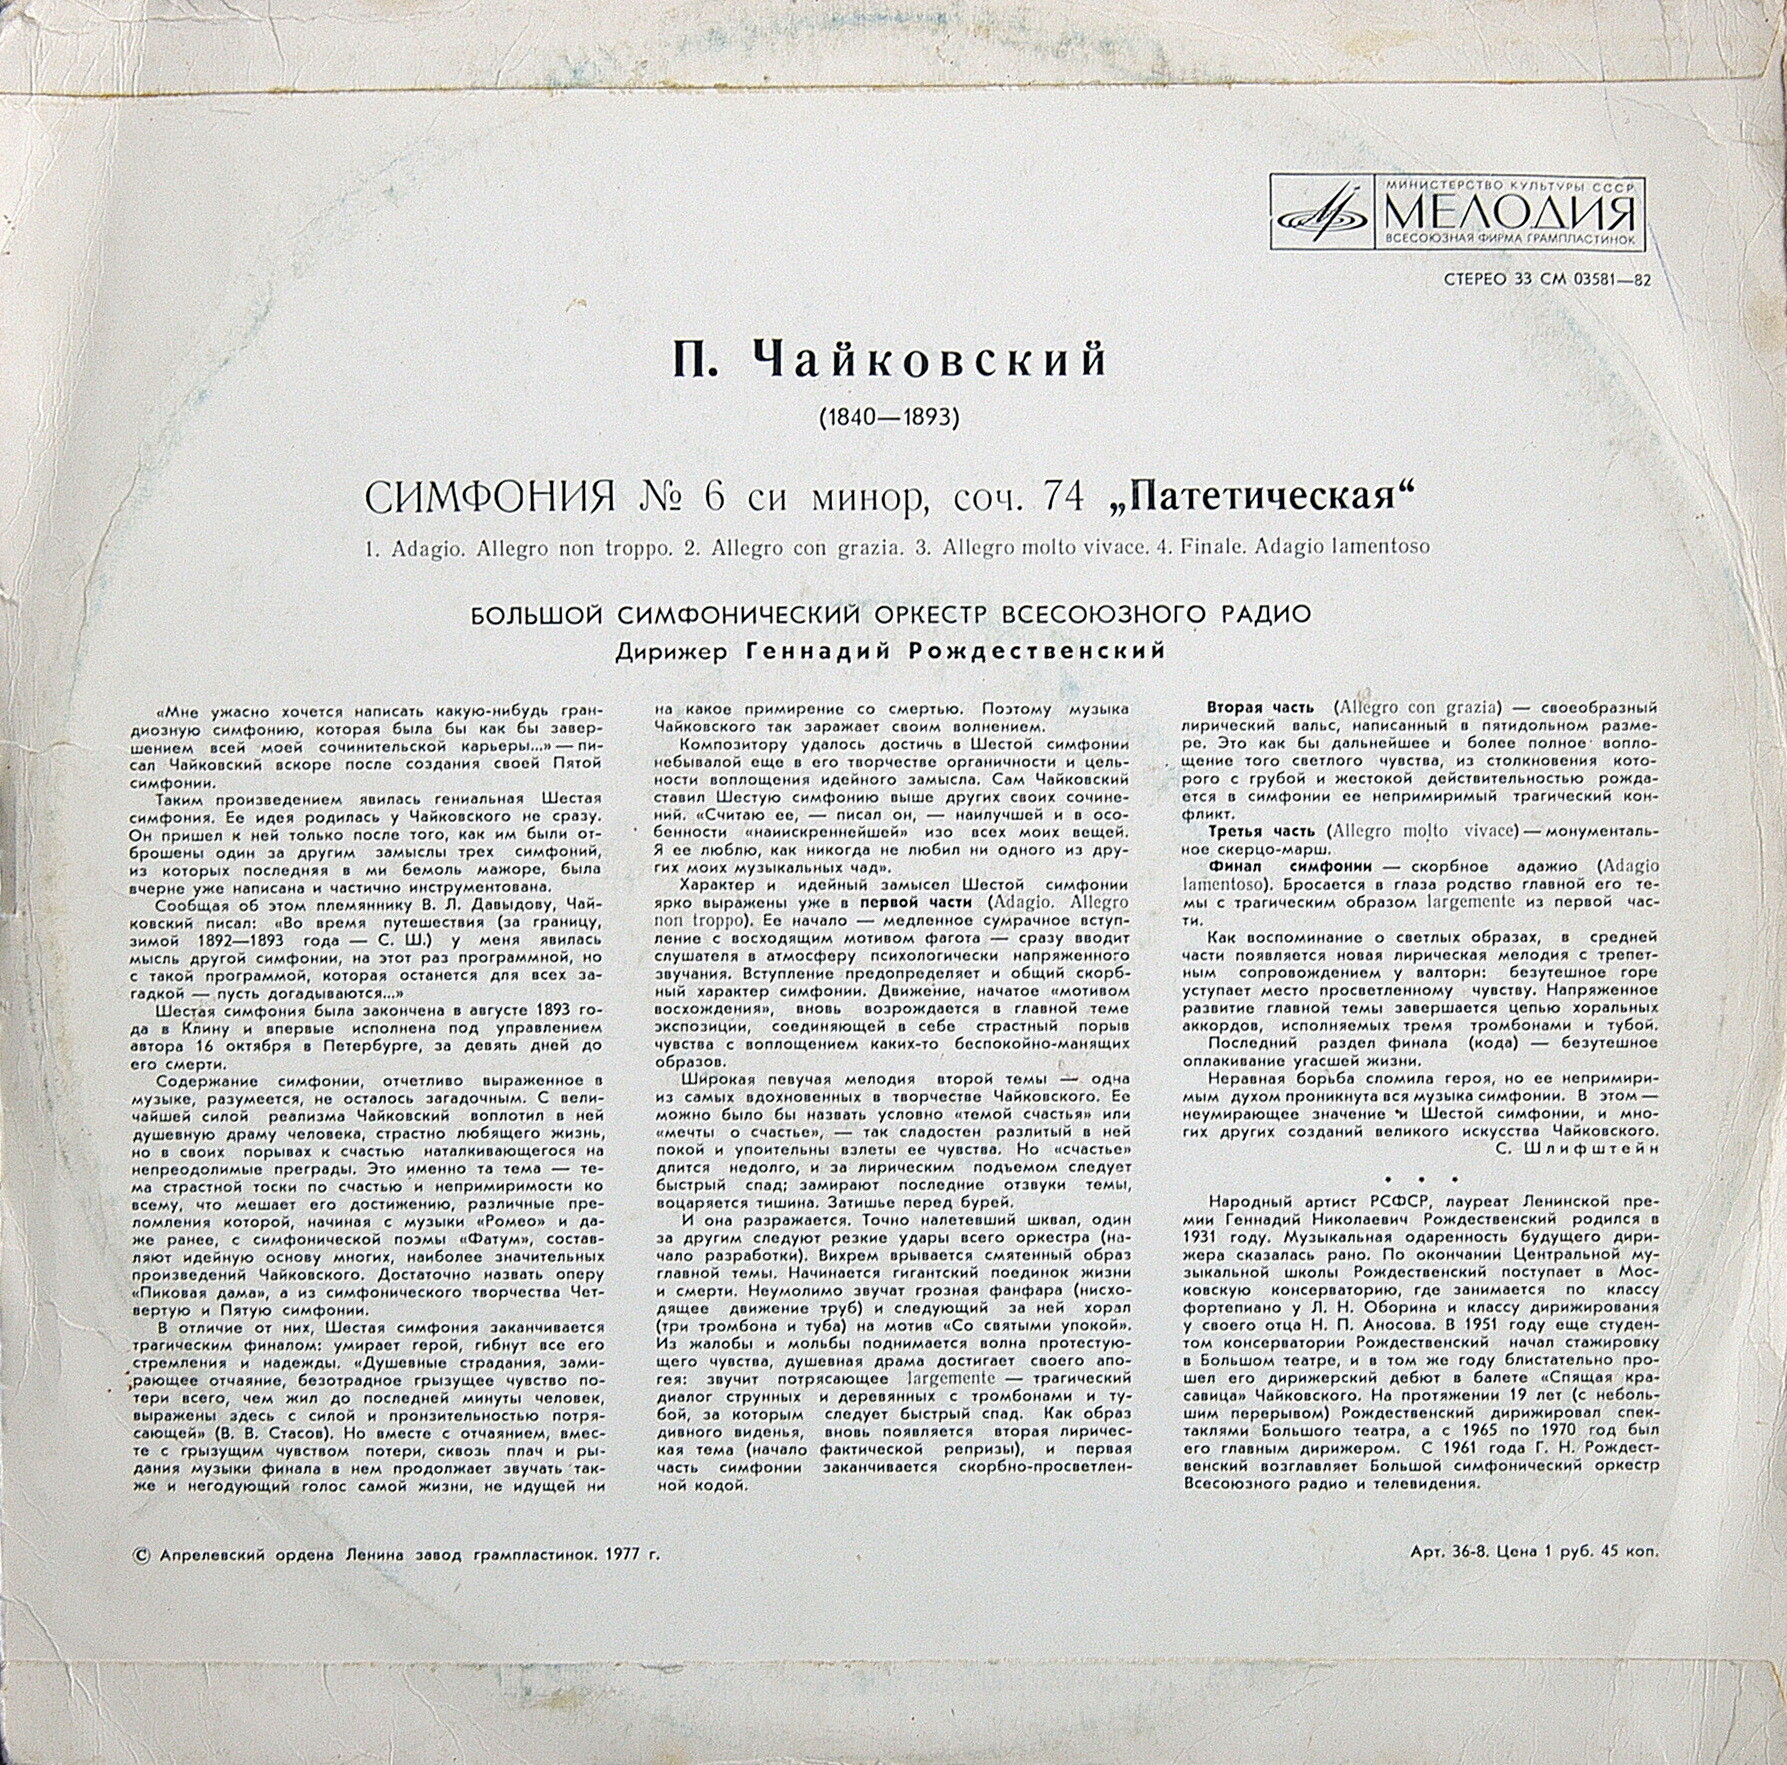 МИНИСТЕРСТВО КУЛЬТУРЫ СССР
МЕЛОДИЯ
ВСЕСОЮЗНАЯ ФИРМА ГРАМПЛАСТИНОК
СТЕРЕО 33 СМ 03581—82
П. Чайковский
(1840—1893)
СИМФОНИЯ № 6 си минор, соч. 74 „Патетическая“
1. Adagio. Allegro non troppo. 2. Allegro con grazia. 3. Allegro molto vivace. 4. Finale. Adagio lamentoso
БОЛЬШОЙ СИМФОНИЧЕСКИЙ ОРКЕСТР ВСЕСОЮЗНОГО РАДИО
Дирижер Геннадий Рождественский
«Мне ужасно хочется написать какую-нибудь гран-
диозную симфонию, которая была бы как бы завер-
шением всей моей сочинительской карьеры...» — пи-
сал Чайковский вскоре после создания своей Пятой
симфонии.
Таким произведением явилась гениальная Шестая
симфония. Ее идея родилась у Чайковского не сразу.
Он пришел к ней только после того, как им были от-
брошены один за другим замыслы трех симфоний,
из которых последняя в ми бемоль мажоре, была
вчерне уже написана и частично инструментована.
Сообщая об этом племяннику В. Л. Давыдову, Чай-
ковский писал: «Во время путешествия (за границу,
зимой 1892—1893 года — С. Ш.) у меня явилась
мысль другой симфонии, на этот раз программной, но
с такой программой, которая останется для всех за-
гадкой — пусть догадываются...»
Шестая симфония была закончена в августе 1893 го-
да в Клину и впервые исполнена под управлением
автора 16 октября в Петербурге, за девять дней до
его смерти.
Содержание симфонии, отчетливо выраженное в
музыке, разумеется, не осталось загадочным. С вели-
чайшей силой реализма Чайковский воплотил в ней
душевную драму человека, страстно любящего жизнь,
но в своих порывах к счастью наталкивающегося на
непреодолимые преграды. Это именно та тема — те-
ма страстной тоски по счастью и непримиримости ко
всему, что мешает его достижению, различные пре-
ломления которой, начиная с музыки «Ромео» и да-
же ранее, с симфонической поэмы «Фатум», состав-
ляют идейную основу многих, наиболее значительных
произведений Чайковского. Достаточно назвать оперу
«Пиковая дама», а из симфонического творчества Чет-
вертую и Пятую симфонии.
В отличие от них, Шестая симфония заканчивается
трагическим финалом: умирает герой, гибнут все его
стремления и надежды. «Душевные страдания, зами-
рающее отчаяние, безотрадное грызущее чувство по-
тери всего, чем жил до последней минуты человек,
выражены здесь с силой и пронзительностью потря-
сающей» (В. В. Стасов). Но вместе с отчаянием, вмес-
те с грызущим чувством потери, сквозь плач и ры-
дания музыки финала в нем продолжает звучать так-
же и негодующий голос самой жизни, не идущей ни
на какое примирение со смертью. Поэтому музыка
Чайковского так заражает своим волнением.
Композитору удалось достичь в Шестой симфонии
небывалой еще в его творчестве органичности и цель-
ности воплощения идейного замысла. Сам Чайковский
ставил Шестую симфонию выше других своих сочине-
ний. «Считаю ее, — писал он, — наилучшей и в осо-
бенности «наиискреннейшей» изо всех моих вещей.
Я ее люблю, как никогда не любил ни одного из дру-
гих моих музыкальных чад».
Характер и идейный замысел Шестой симфонии
ярко выражены уже в первой части (Adagio. Allegro
non troppo). Ее начало — медленное сумрачное вступ-
ление с восходящим мотивом фагота — сразу вводит
слушателя в атмосферу психологически напряженного
звучания. Вступление предопределяет и общий скорб-
ный характер симфонии. Движение, начатое «мотивом
восхождения», вновь возрождается в главной теме
экспозиции, соединяющей в себе страстный порыв
чувства с воплощением каких-то беспокойно-манящих
образов.
Широкая певучая мелодия второй темы — одна
из самых вдохновенных в творчестве Чайковского. Ее
можно было бы назвать условно «темой счастья» или
«мечты о счастье», — так сладостен разлитый в ней
покой и упоительны взлеты ее чувства. Но «счастье»
длится недолго, и за лирическим подъемом следует
быстрый спад; замирают последние отзвуки темы,
воцаряется тишина. Затишье перед бурей.
И она разражается. Точно налетевший шквал, один
за другим следуют резкие удары всего оркестра (на-
чало разработки). Вихрем врывается смятенный образ
главной темы. Начинается гигантский поединок жизни
и смерти. Неумолимо звучат грозная фанфара (нисхо-
дящее движение труб) и следующий за ней хорал
(три тромбона и туба) на мотив «Со святыми упокой».
Из жалобы и мольбы поднимается волна протестую-
щего чувства, душевная драма достигает своего апо-
гея: звучит потрясающее largemente — трагический
диалог струнных и деревянных с тромбонами и ту-
бой, за которым следует быстрый спад. Как образ
дивного виденья, вновь появляется вторая лиричес-
кая тема (начало фактической репризы), и первая
часть симфонии заканчивается скорбно-просветлен-
ной кодой.
Вторая часть (Allegro con grazia) — своеобразный
лирический вальс, написанный в пятидольном разме-
ре. Это как бы дальнейшее и более полное вопло-
щение того светлого чувства, из столкновения кото-
рого с грубой и жестокой действительностью рожда-
ется в симфонии ее непримиримый трагический кон-
фликт.
Третья часть (Allegro molto vivace) — монументаль-
ное скерцо-марш.
Финал симфонии — скорбное адажио (Adagio
lamentoso). Бросается в глаза родство главной его те-
мы с трагическим образом largemente из первой час-
ти.
Как воспоминание о светлых образах, в средней
части появляется новая лирическая мелодия с трепет-
ным сопровождением у валторн: безутешное горе
уступает место просветленному чувству. Напряженное
развитие главной темы завершается цепью хоральных
аккордов, исполняемых тремя тромбонами и тубой.
Последний раздел финала (кода) — безутешное
оплакивание угасшей жизни.
Неравная борьба сломила героя, но ее непримири-
мым духом проникнута вся музыка симфонии. В этом —
неумирающее значение и Шестой симфонии, и мно-
гих других созданий великого искусства Чайковского.
С. Шлифштейн
• • •
Народный артист РСФСР, лауреат Ленинской пре-
мии Геннадий Николаевич Рождественский родился в
1931 году. Музыкальная одаренность будущего дири-
жера сказалась рано. По окончании Центральной му-
зыкальной школы Рождественский поступает в Мос-
ковскую консерваторию, где занимается по классу
фортепиано у Л. Н. Оборина и классу дирижирования
у своего отца Н. П. Аносова. В 1951 году еще студен-
том консерватории Рождественский начал стажировку
в Большом театре, и в том же году блистательно про-
шел его дирижерский дебют в балете «Спящая кра-
савица» Чайковского. На протяжении 19 лет (с неболь-
шим перерывом) Рождественский дирижировал спек-
таклями Большого театра, а с 1965 по 1970 год был
его главным дирижером. С 1961 года Г. Н. Рождест-
венский возглавляет Большой симфонический оркестр
Всесоюзного радио и телевидения.
© Апрелевский ордена Ленина завод грампластинок. 1977 г.
Арт. 36-8. Цена 1 руб. 45 коп.